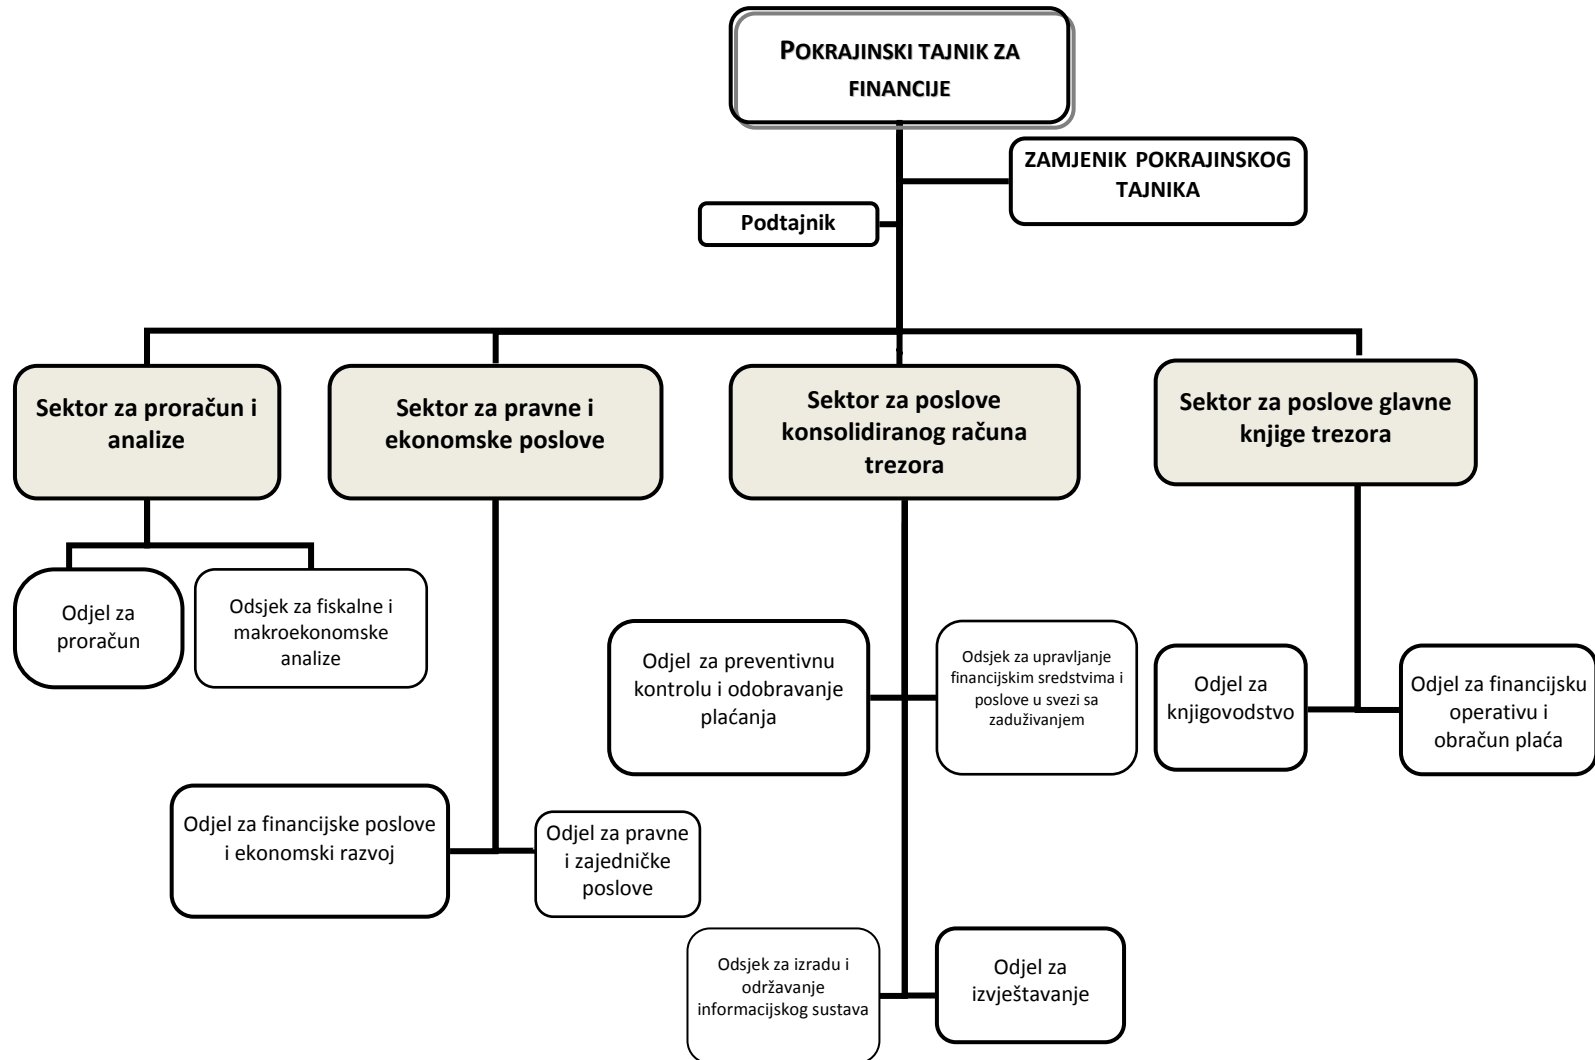 POKRAJINSKI TAJNIK ZA
FINANCIJE
ZAMJENIK POKRAJINSKOG
TAJNIKA
Podtajnik
Sektor za proračun i
analize
Sektor za pravne i
ekonomske poslove
Sektor za poslove
konsolidiranog računa
trezora
Sektor za poslove glavne
knjige trezora
Odjel za
proračun
Odsjek za fiskalne i
makroekonomske
analize
Odjel za preventivnu
kontrolu i odobravanje
plaćanja
Odsjek za upravljanje
financijskim sredstvima i
poslove u svezi sa
zaduživanjem
Odjel za
knjigovodstvo
Odjel za financijsku
operativu i
obračun plaća
Odjel za financijske poslove
i ekonomski razvoj
Odjel za pravne
i zajedničke
poslove
Odsjek za izradu i
održavanje
informacijskog sustava
Odjel za
izvještavanje